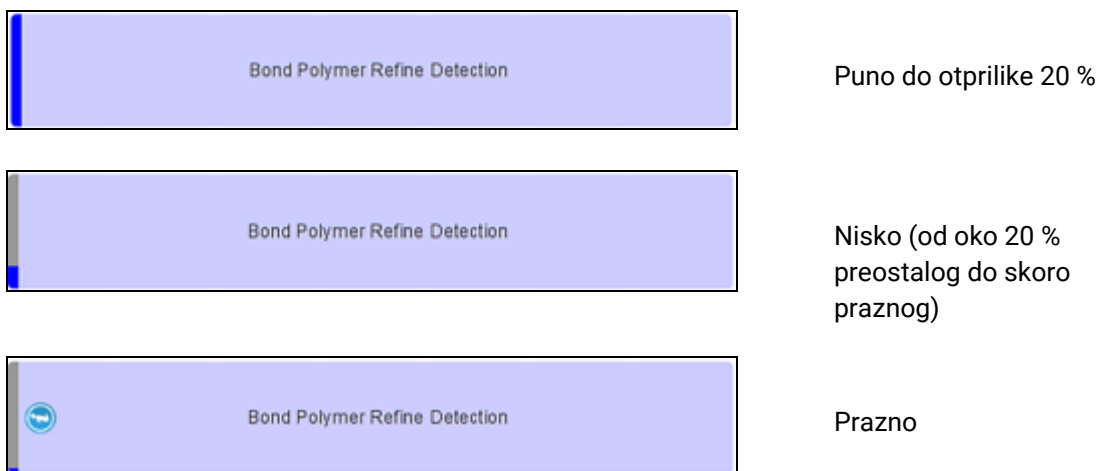 Bond Polymer Refine Detection
Puno do otprilike 20 %
Bond Polymer Refine Detection
Nisko (od oko 20 %
preostalog do skoro
praznog)
Bond Polymer Refine Detection
Prazno